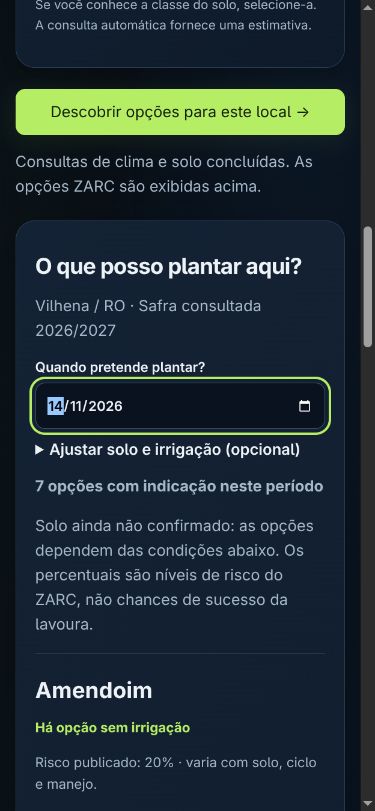 Se você conhece a classe do solo, selecione-a.
A consulta automática fornece uma estimativa.
Descobrir opções para este local →
Consultas de clima e solo concluídas. As
opções ZARC são exibidas acima.
O que posso plantar aqui?
Vilhena / RO · Safra consultada
2026/2027
Quando pretende plantar?
14/11/2026
▶ Ajustar solo e irrigação (opcional)
7 opções com indicação neste período
Solo ainda não confirmado: as opções
dependem das condições abaixo. Os
percentuais são níveis de risco do
ZARC, não chances de sucesso da
lavoura.
Amendoim
Há opção sem irrigação
Risco publicado: 20% · varia com solo, ciclo
e manejo.